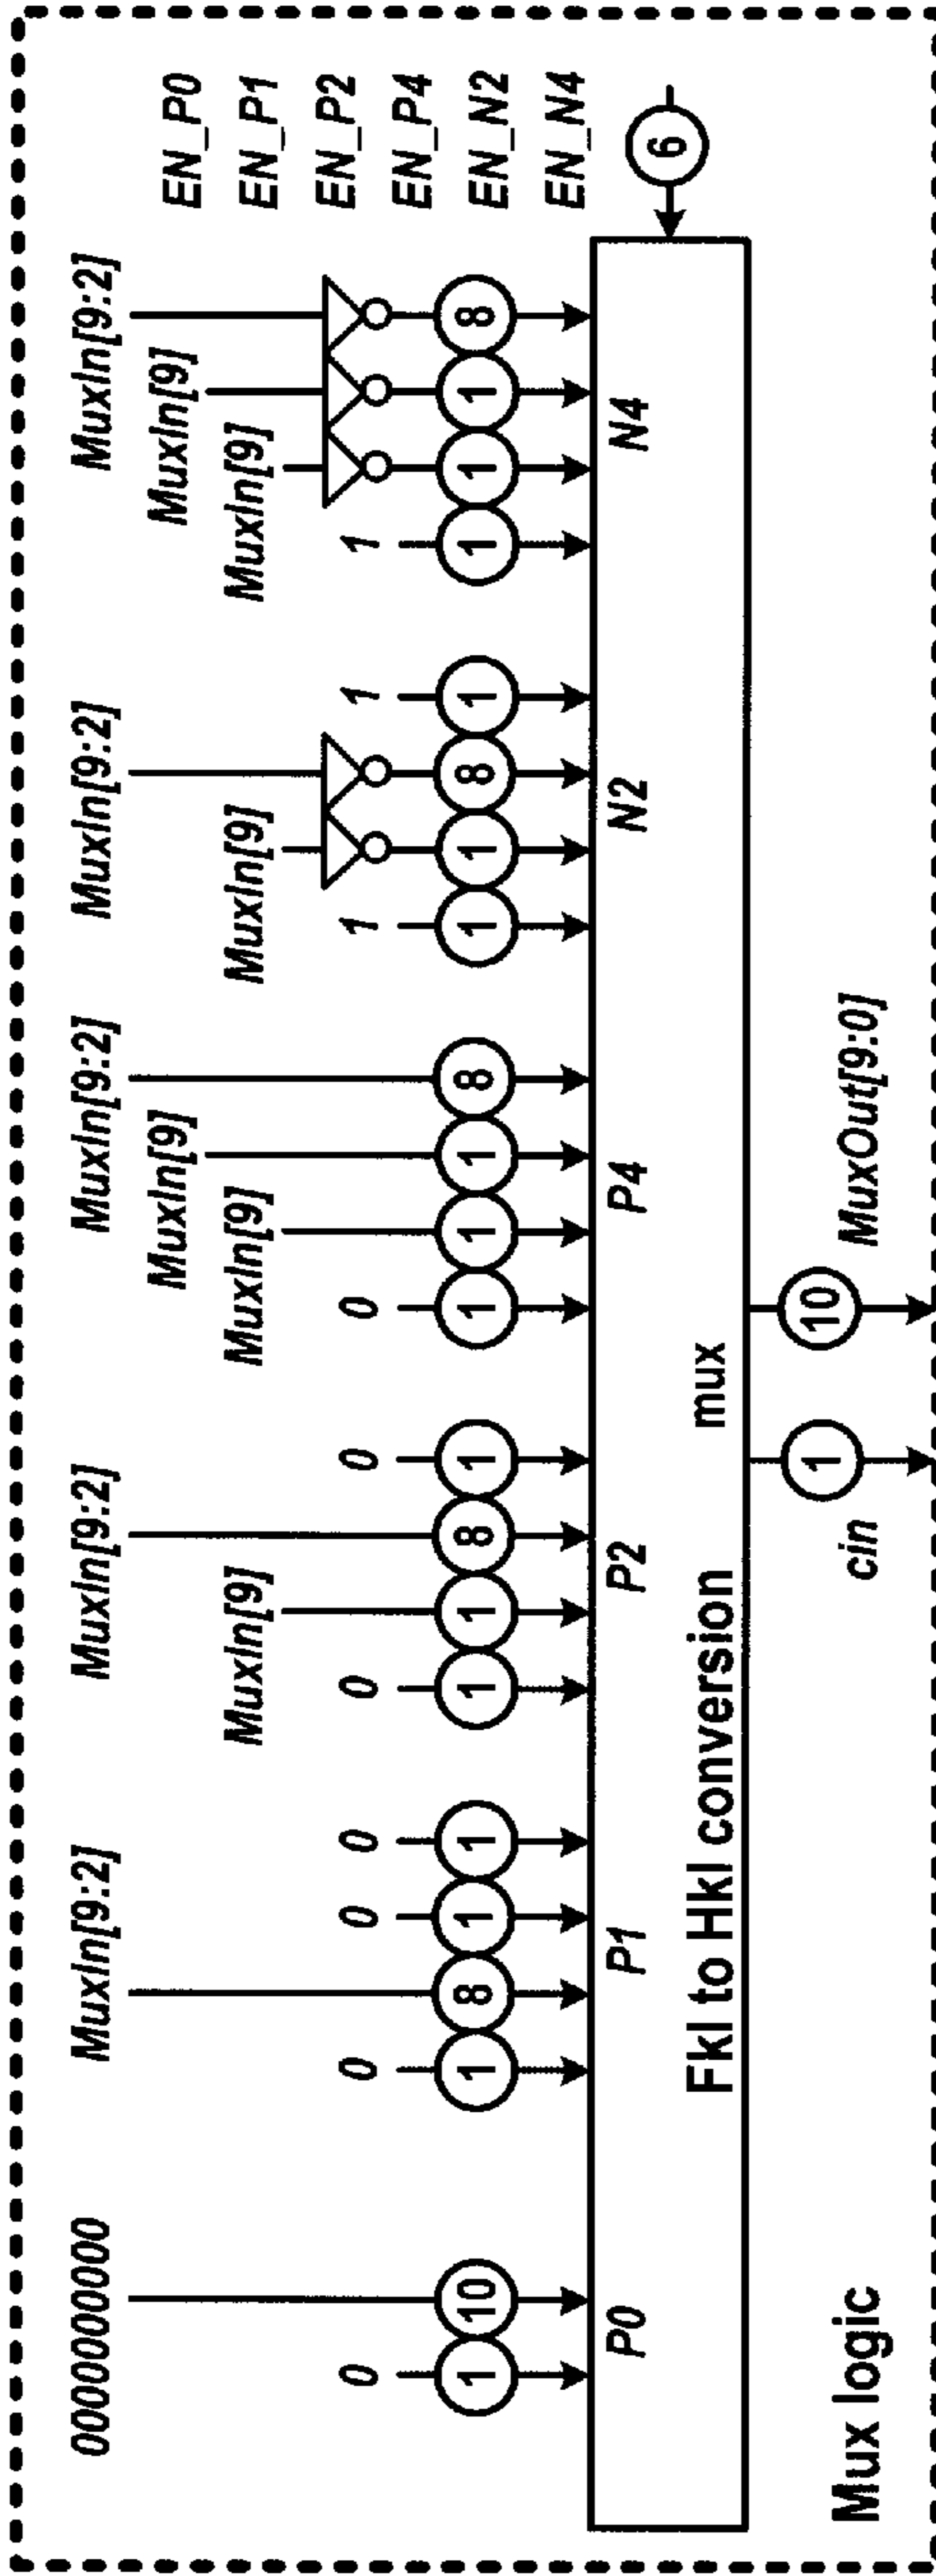 0000000000 MuxIn[9:2] MuxIn[9:2] MuxIn[9:2] MuxIn[9:2] MuxIn[9:2]
MuxIn[9] MuxIn[9] EN_P0
MuxIn[9] MuxIn[9] MuxIn[9] MuxIn[9] EN_P1
0 0 0 0 0 0 0 1 1 1 EN_P2
EN_P4
1 10 1 8 1 1 1 1 8 1 1 1 1 8 1 1 8 1 1 1 1 8 EN_N2
EN_N4
P0 P1 P2 P4 N2 N4 6
Fkl to Hkl conversion mux
1 10
Mux logic cin MuxOut[9:0]